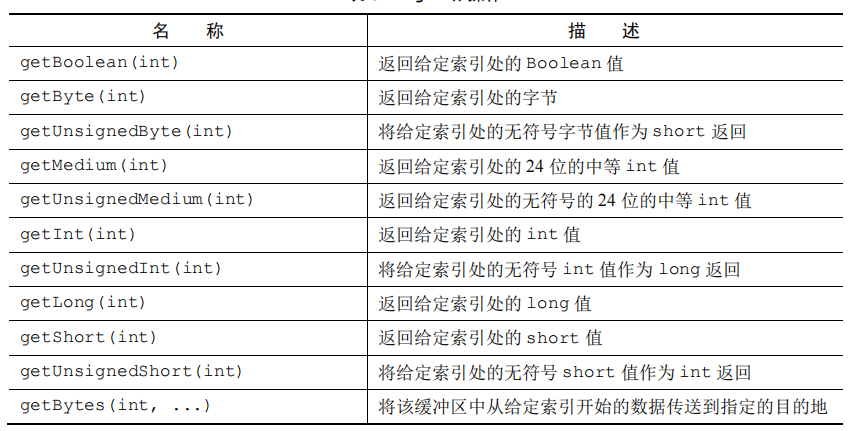 名 称 描 述
getBoolean(int) 返回给定索引处的 Boolean 值
getByte(int) 返回给定索引处的字节
getUnsignedByte(int) 将给定索引处的无符号字节值作为 short 返回
getMedium(int) 返回给定索引处的 24 位的中等 int 值
getUnsignedMedium(int) 返回给定索引处的无符号的 24 位的中等 int 值
getInt(int) 返回给定索引处的 int 值
getUnsignedInt(int) 将给定索引处的无符号 int 值作为 long 返回
getLong(int) 返回给定索引处的 long 值
getShort(int) 返回给定索引处的 short 值
getUnsignedShort(int) 将给定索引处的无符号 short 值作为 int 返回
getBytes(int, ...) 将该缓冲区中从给定索引开始的数据传送到指定的目的地